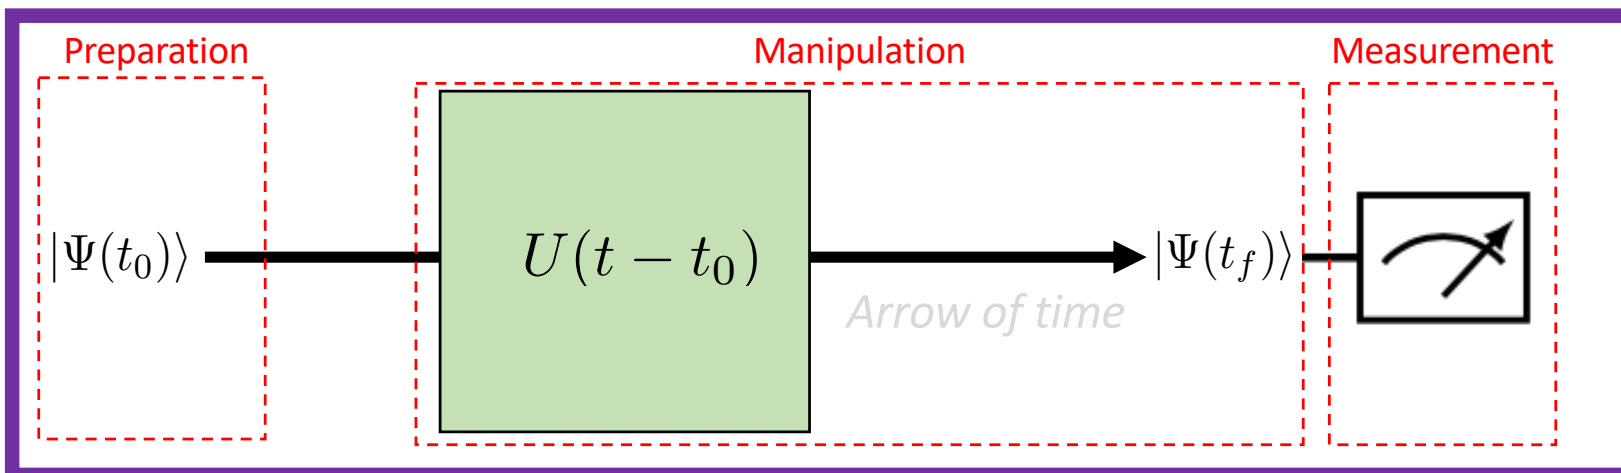 Preparation
Manipulation
Measurement
|Ψ(t₀)⟩
U(t − t₀)
|Ψ(t_f)⟩
Arrow of time